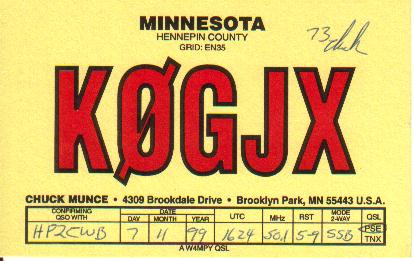 MINNESOTA
HENNEPIN COUNTY
GRID: EN35
73 Chuck
KØGJX
CHUCK MUNCE • 4309 Brookdale Drive • Brooklyn Park, MN 55443 U.S.A.
CONFIRMING QSO WITH DATE DAY MONTH YEAR UTC MHz RST MODE 2-WAY QSL
HP2CWB 7 11 99 1624 50.1 5-9 SSB PSE TNX
A W4MPY QSL